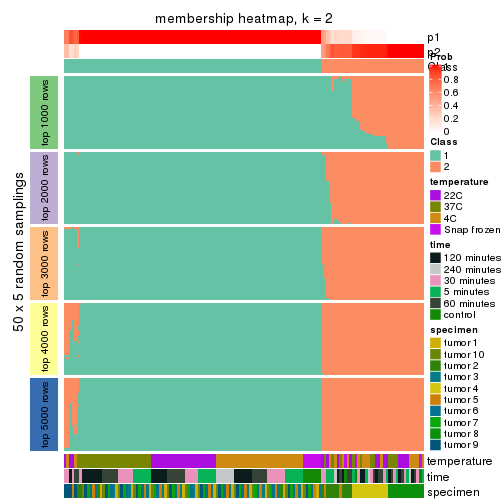 membership heatmap, k = 2
50 x 5 random samplings
top 1000 rows
top 2000 rows
top 3000 rows
top 4000 rows
top 5000 rows
p1
p2
Class
temperature
time
specimen
Prob
0.8
0.6
0.4
0.2
0
Class
1
2
temperature
22C
37C
4C
Snap frozen
time
120 minutes
240 minutes
30 minutes
5 minutes
60 minutes
control
specimen
tumor 1
tumor 10
tumor 2
tumor 3
tumor 4
tumor 5
tumor 6
tumor 7
tumor 8
tumor 9